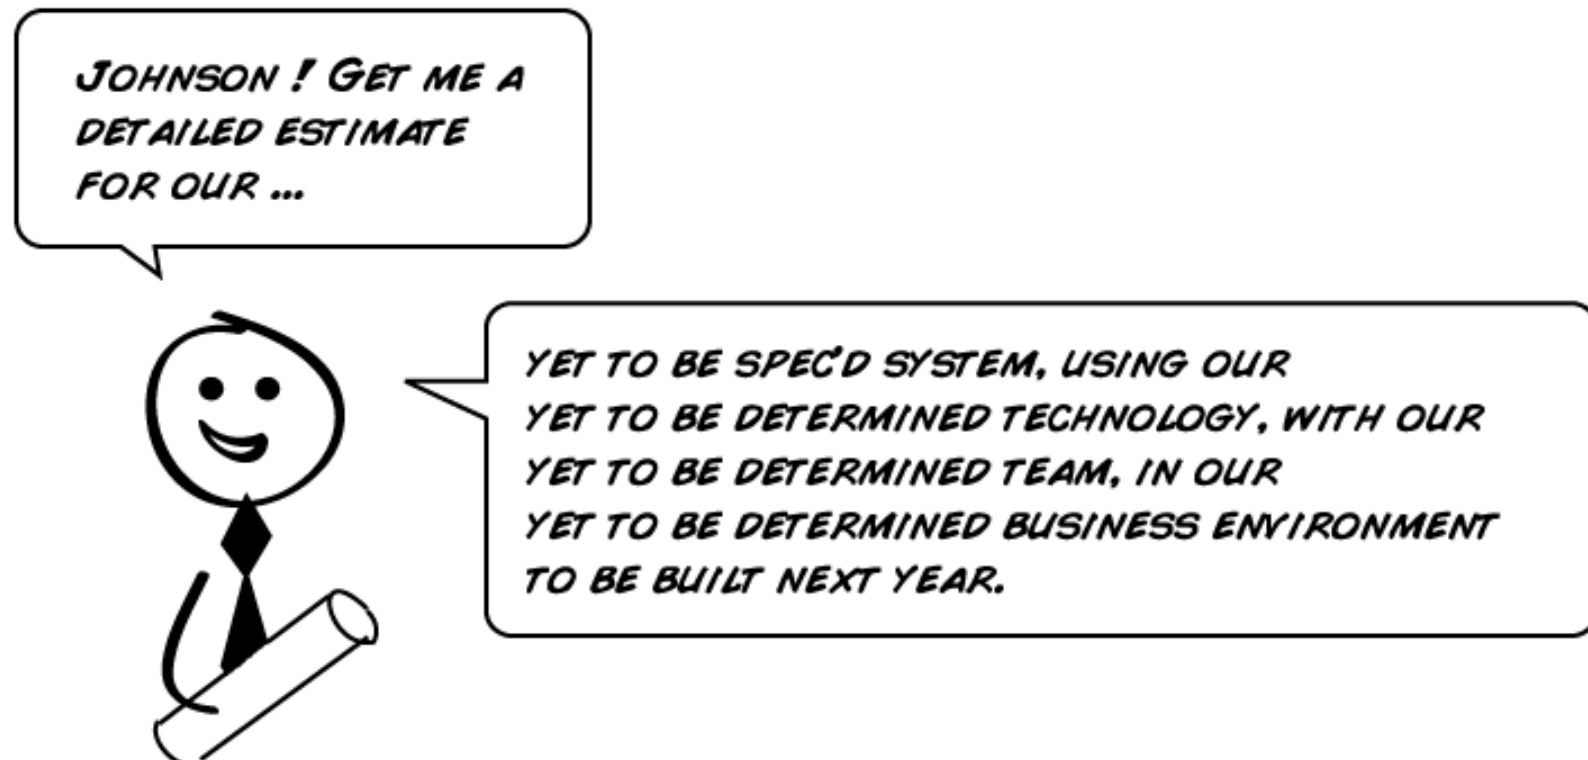 JOHNSON ! GET ME A
DETAILED ESTIMATE
FOR OUR ...
YET TO BE SPEC'D SYSTEM, USING OUR
YET TO BE DETERMINED TECHNOLOGY, WITH OUR
YET TO BE DETERMINED TEAM, IN OUR
YET TO BE DETERMINED BUSINESS ENVIRONMENT
TO BE BUILT NEXT YEAR.